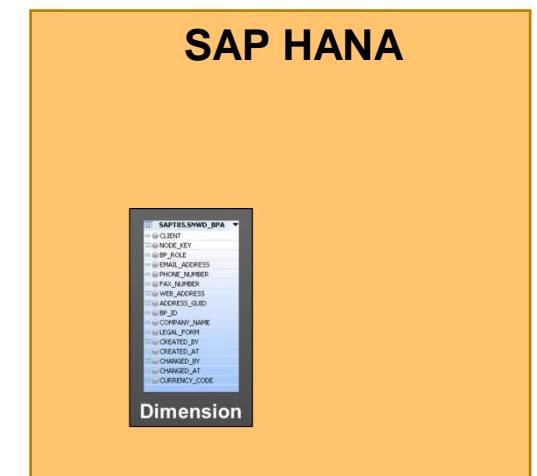 SAP HANA
SAPT85.SNWD_BPA
CLIENT
NODE_KEY
BP_ROLE
EMAIL_ADDRESS
PHONE_NUMBER
FAX_NUMBER
WEB_ADDRESS
ADDRESS_GUID
BP_ID
COMPANY_NAME
LEGAL_FORM
CREATED_BY
CREATED_AT
CHANGED_BY
CHANGED_AT
CURRENCY_CODE
Dimension